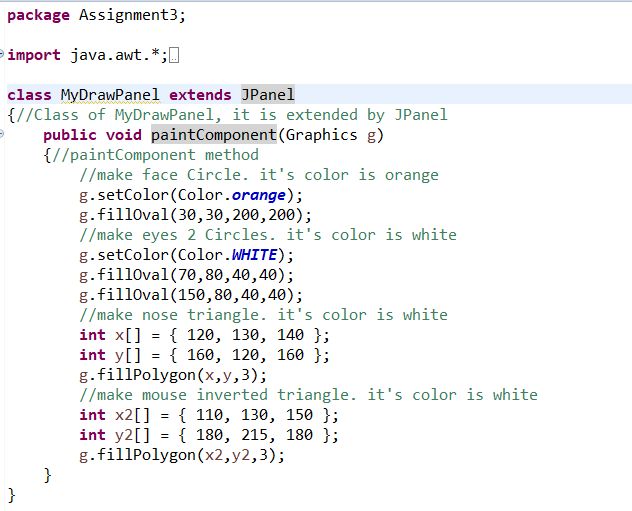 package Assignment3;
import java.awt.*;
class MyDrawPanel extends JPanel
{//Class of MyDrawPanel, it is extended by JPanel
public void paintComponent(Graphics g)
{//paintComponent method
//make face Circle. it's color is orange
g.setColor(Color.orange);
g.fillOval(30,30,200,200);
//make eyes 2 Circles. it's color is white
g.setColor(Color.WHITE);
g.fillOval(70,80,40,40);
g.fillOval(150,80,40,40);
//make nose triangle. it's color is white
int x[] = { 120, 130, 140 };
int y[] = { 160, 120, 160 };
g.fillPolygon(x,y,3);
//make mouse inverted triangle. it's color is white
int x2[] = { 110, 130, 150 };
int y2[] = { 180, 215, 180 };
g.fillPolygon(x2,y2,3);
}
}